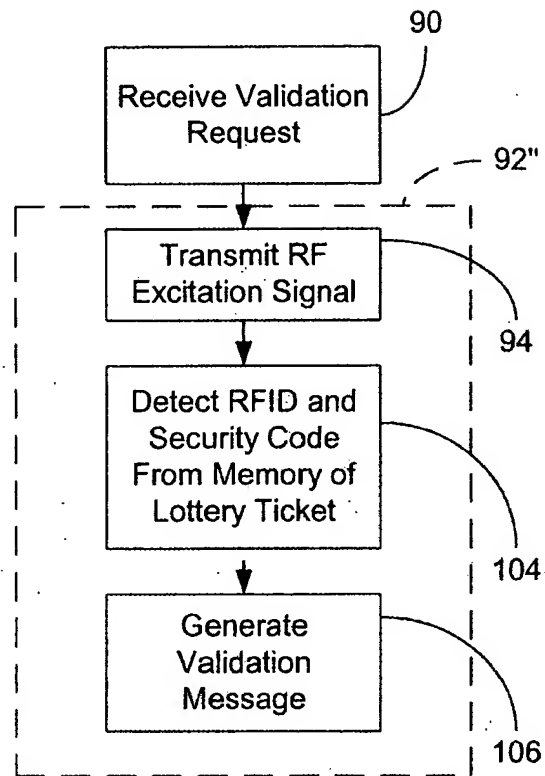 90
Receive Validation
Request
92"
Transmit RF
Excitation Signal
94
Detect RFID and
Security Code
From Memory of
Lottery Ticket
104
Generate
Validation
Message
106